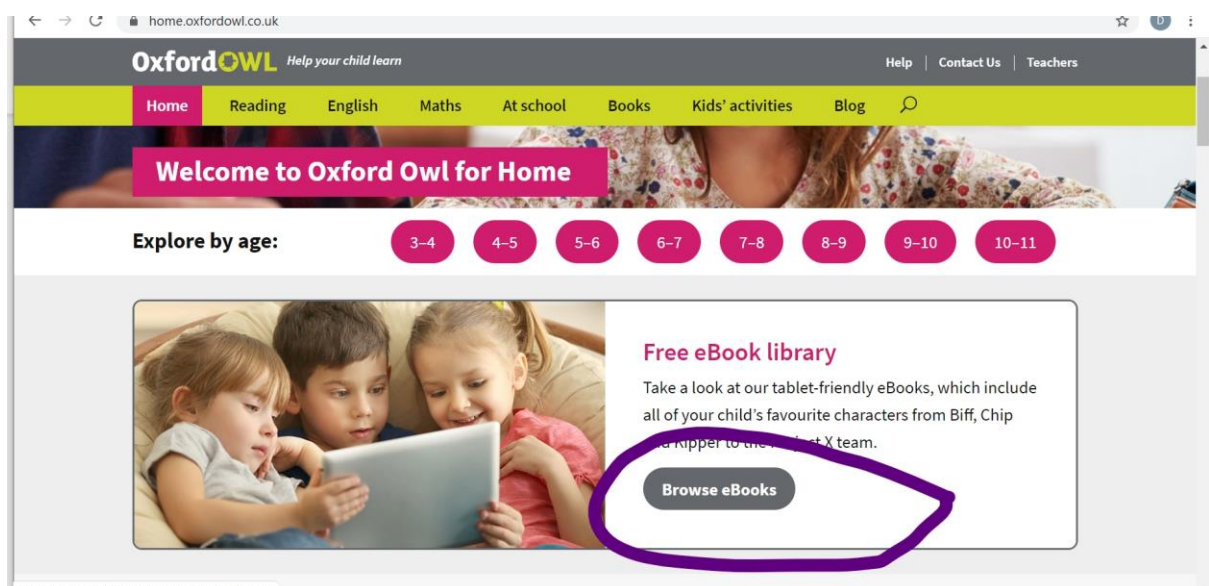 home.oxfordowl.co.uk
D
OxfordOWL Help your child learn
Help | Contact Us | Teachers
Home Reading English Maths At school Books Kids' activities Blog
Welcome to Oxford Owl for Home
Explore by age: 3–4 4–5 5–6 6–7 7–8 8–9 9–10 10–11
Free eBook library
Take a look at our tablet-friendly eBooks, which include
all of your child's favourite characters from Biff, Chip
Kipper to the X team.
Browse eBooks